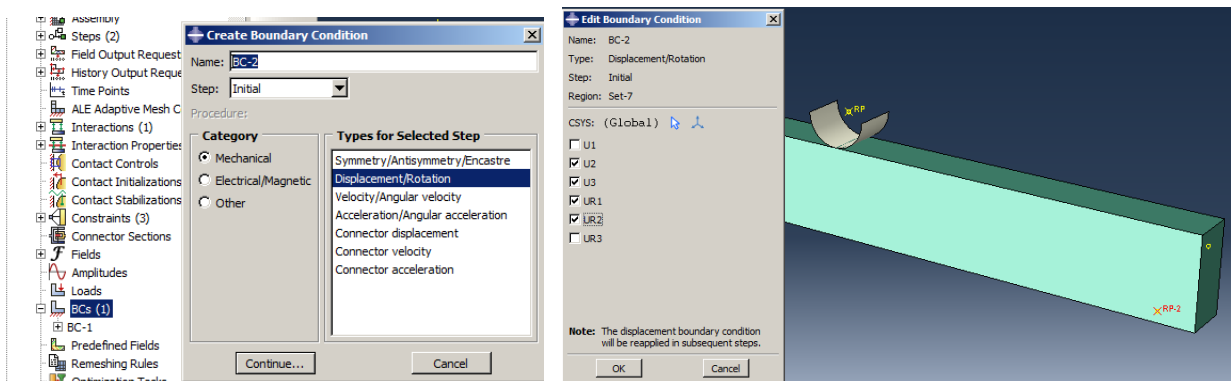 Assembly
Steps (2)
Field Output Request
History Output Reque
Time Points
ALE Adaptive Mesh C
Interactions (1)
Interaction Properties
Contact Controls
Contact Initializations
Contact Stabilizations
Constraints (3)
Connector Sections
Fields
Amplitudes
Loads
BCs (1)
BC-1
Predefined Fields
Remeshing Rules
Optimization Tasks
Create Boundary Condition
Name: BC-2
Step: Initial
Procedure:
Category
Mechanical
Electrical/Magnetic
Other
Types for Selected Step
Symmetry/Antisymmetry/Encastre
Displacement/Rotation
Velocity/Angular velocity
Acceleration/Angular acceleration
Connector displacement
Connector velocity
Connector acceleration
Continue...
Cancel
Edit Boundary Condition
Name: BC-2
Type: Displacement/Rotation
Step: Initial
Region: Set-7
CSYS: (Global)
U1
U2
U3
UR1
UR2
UR3
Note: The displacement boundary condition
will be reapplied in subsequent steps.
OK
Cancel
RP
RP-2